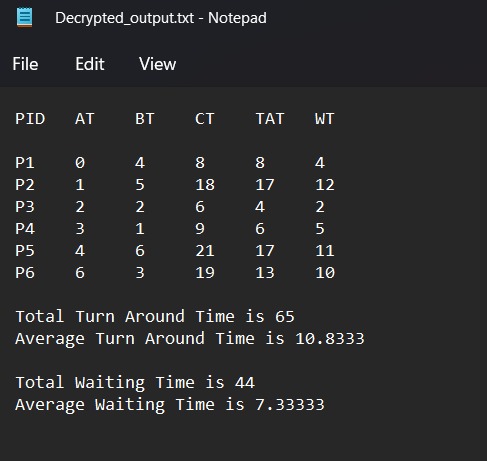 Decrypted_output.txt - Notepad
File Edit View
PID AT BT CT TAT WT
P1 0 4 8 8 4
P2 1 5 18 17 12
P3 2 2 6 4 2
P4 3 1 9 6 5
P5 4 6 21 17 11
P6 6 3 19 13 10
Total Turn Around Time is 65
Average Turn Around Time is 10.8333
Total Waiting Time is 44
Average Waiting Time is 7.33333